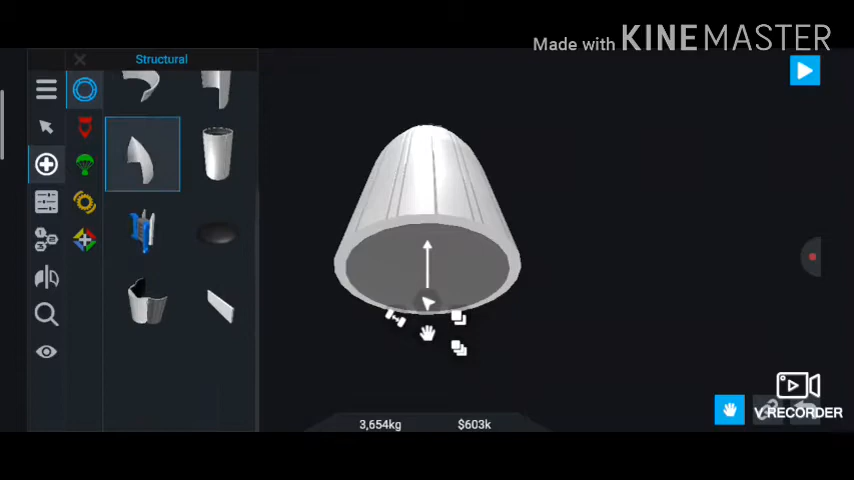 Made with KINEMASTER
Structural
V.RECORDER
3,654kg
$603k